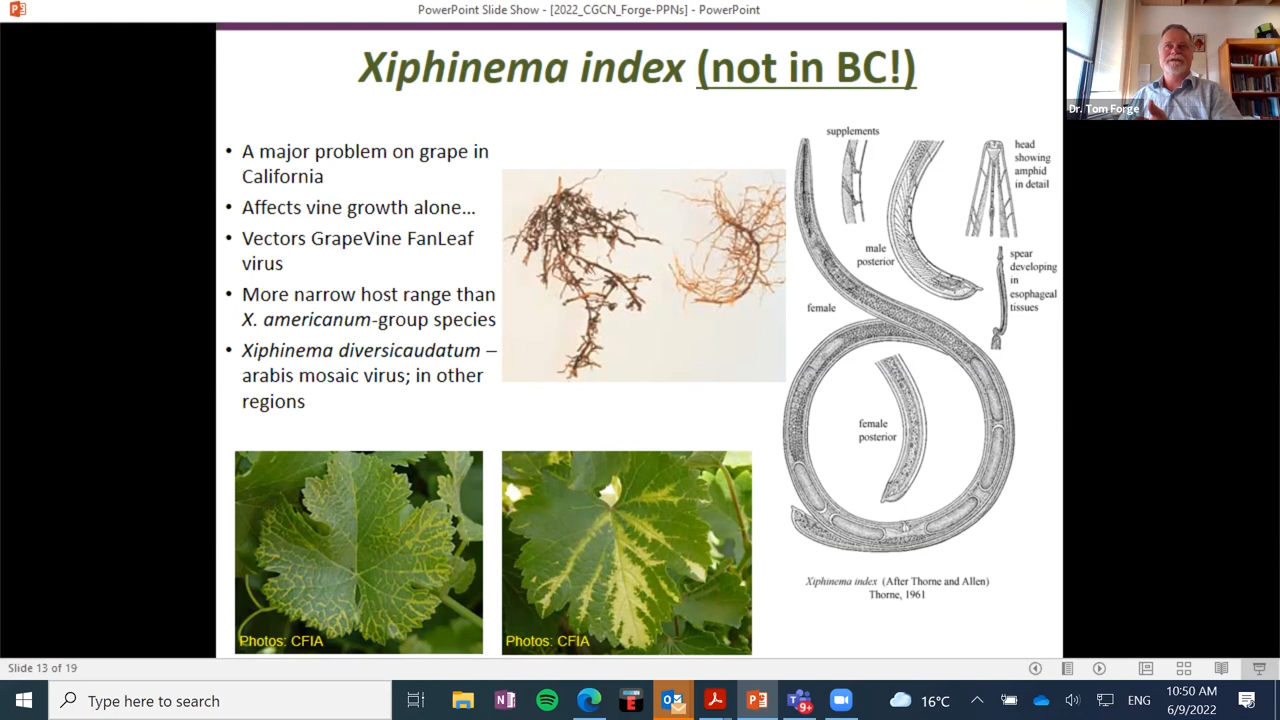 PowerPoint Slide Show - [2022_CGCN_Forge-PPNs] - PowerPoint
Xiphinema index (not in BC!)
Dr. Tom Forge
• A major problem on grape in
California
• Affects vine growth alone…
• Vectors GrapeVine FanLeaf
virus
• More narrow host range than
X. americanum-group species
• Xiphinema diversicaudatum –
arabis mosaic virus; in other
regions
supplements
head
showing
amphid
in detail
male
posterior
spear
developing
in
esophageal
tissues
female
female
posterior
Xiphinema index (After Thorne and Allen)
Thorne, 1961
Photos: CFIA
Photos: CFIA
Slide 13 of 19
Type here to search
9+
16°C
ENG
10:50 AM
6/9/2022